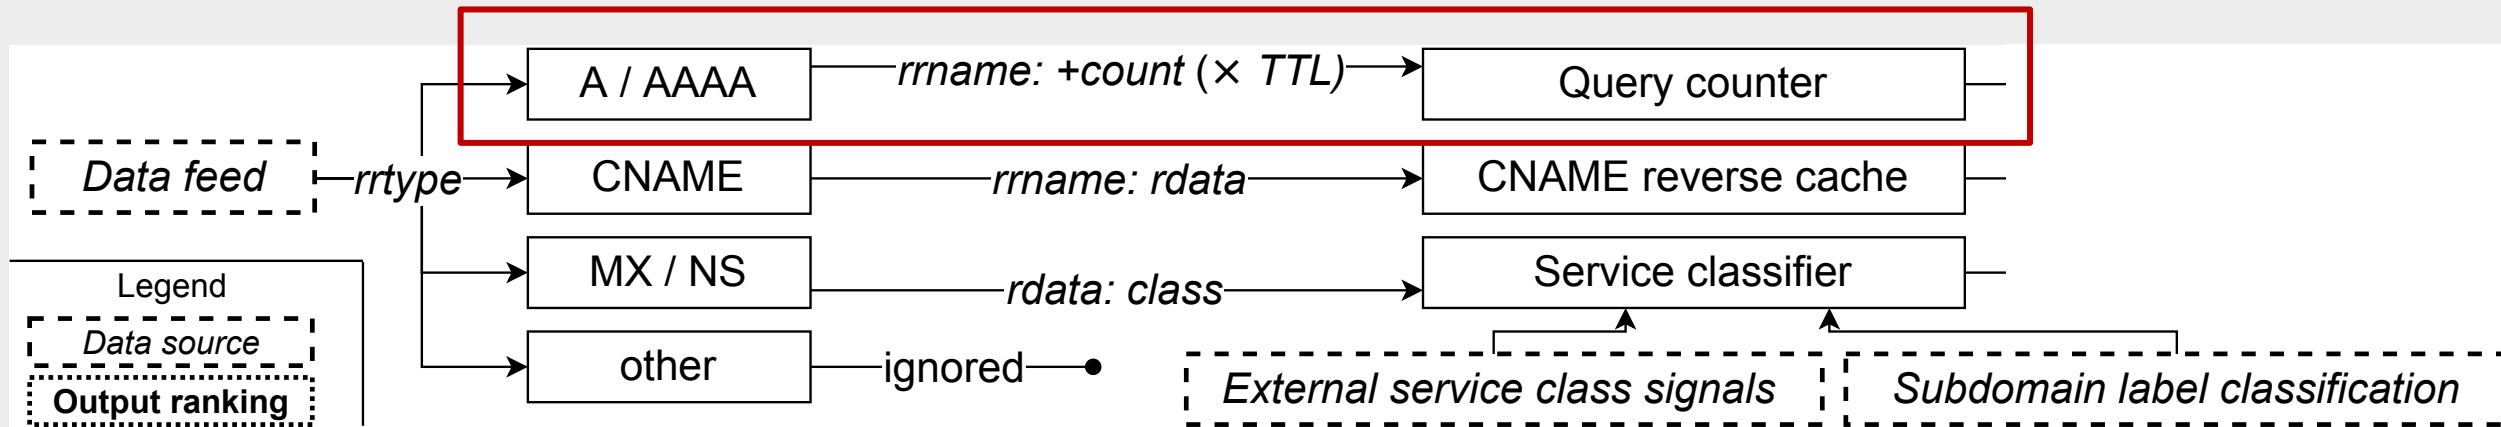 A / AAAA
rrname: +count (× TTL)
Query counter
Data feed
rrtype
CNAME
rrname: rdata
CNAME reverse cache
MX / NS
rdata: class
Service classifier
other
ignored
External service class signals
Subdomain label classification
Legend
Data source
Output ranking